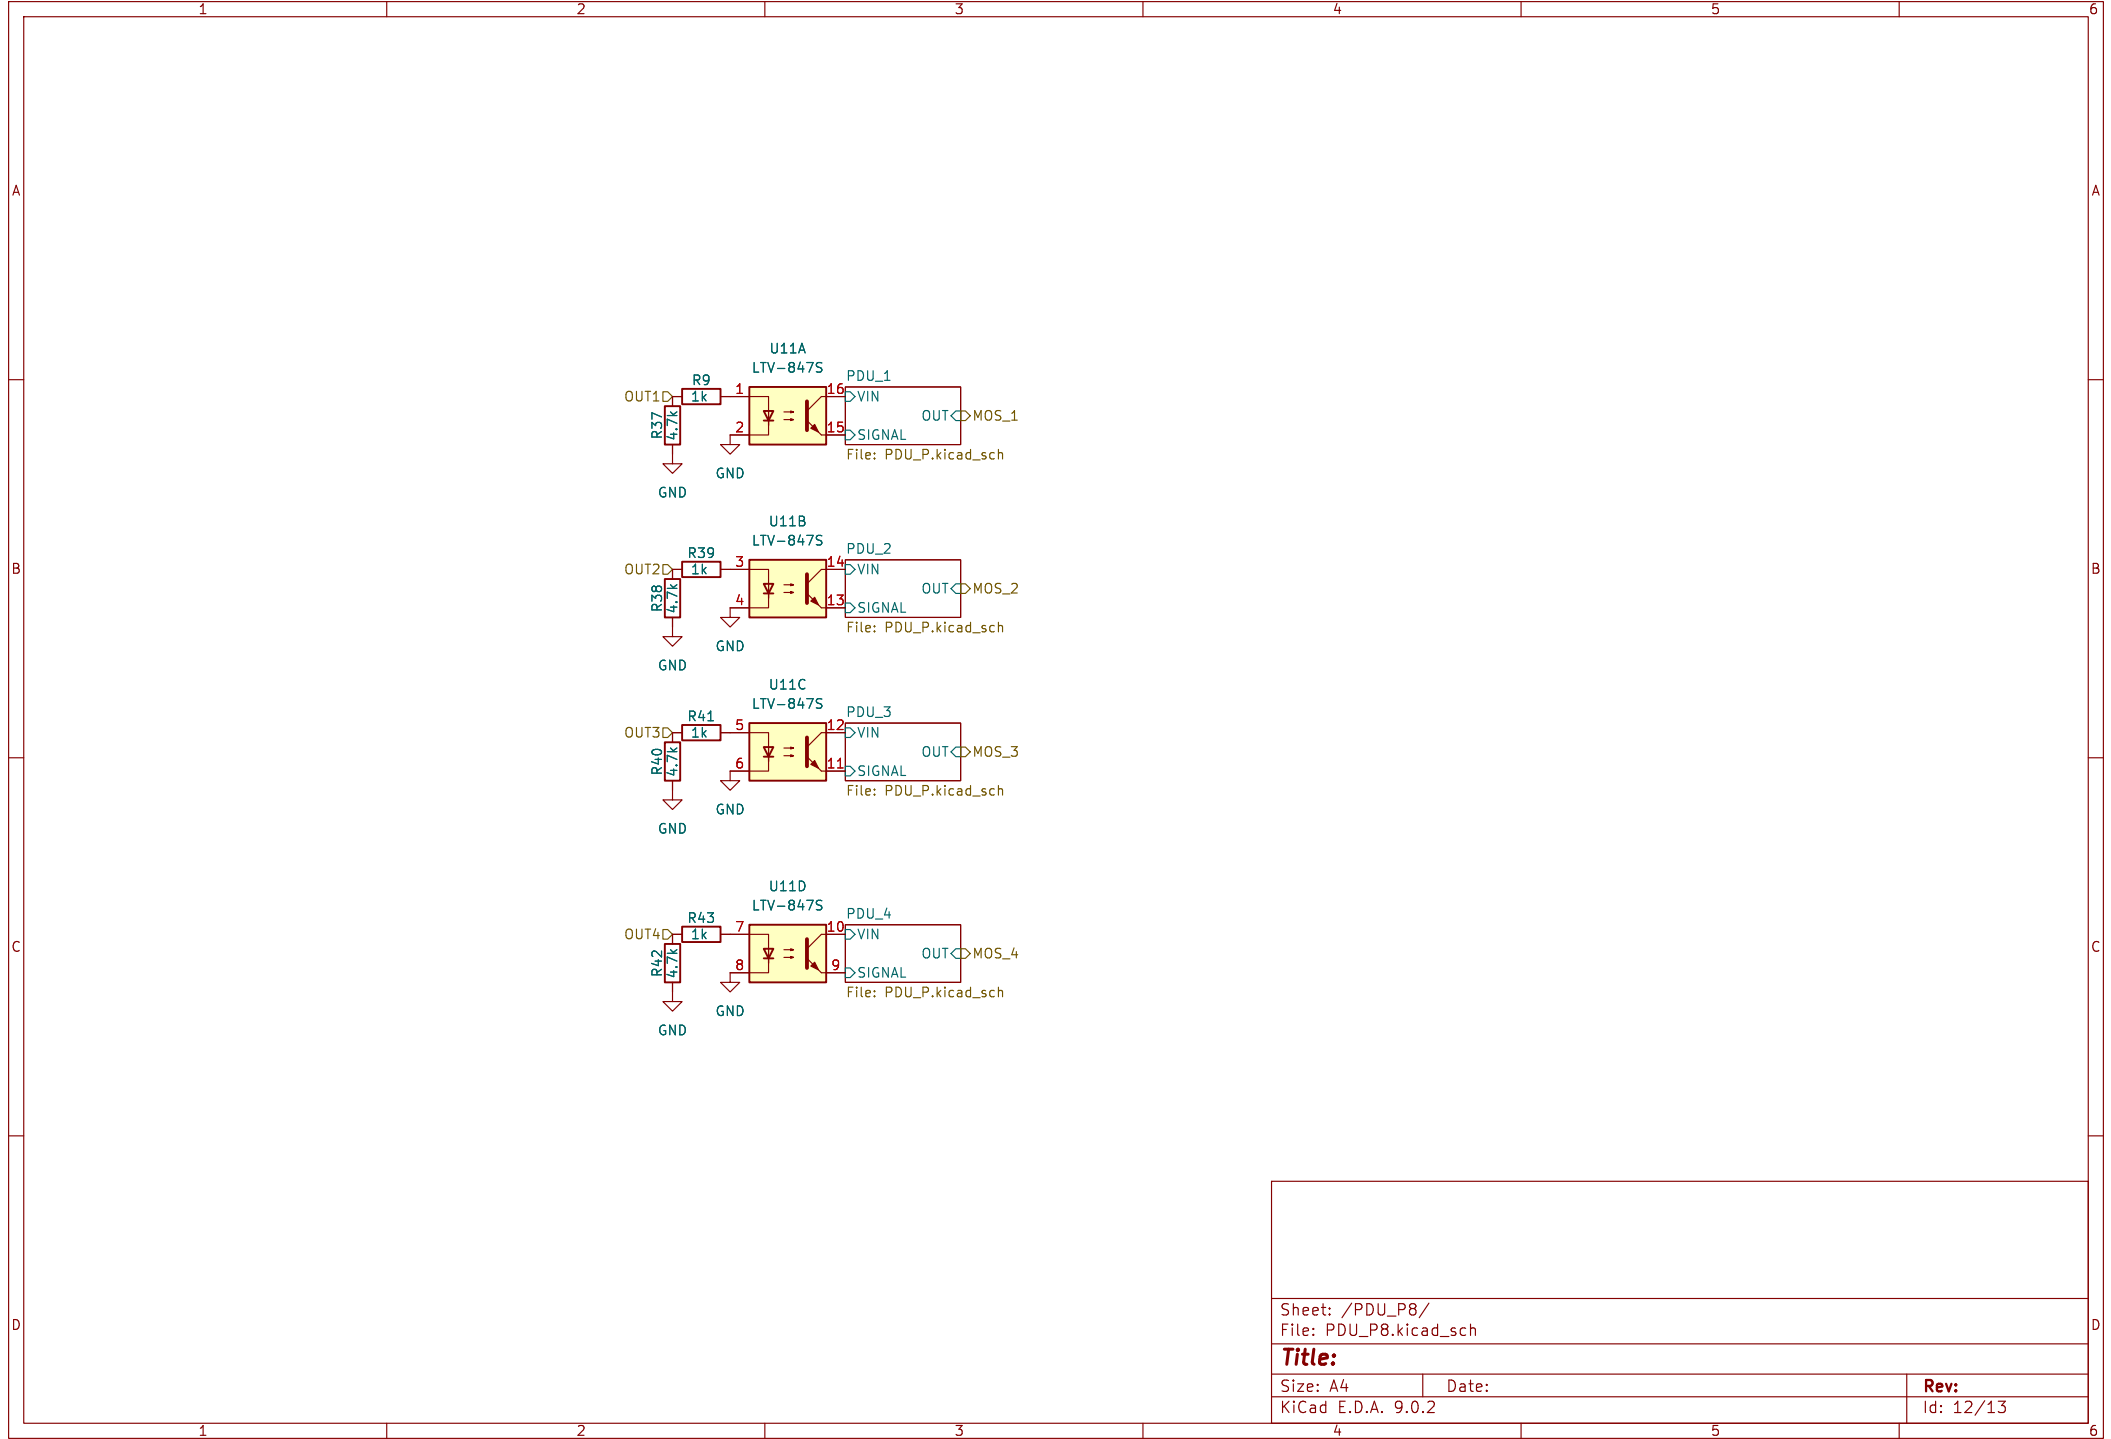 1 2 3 4 5 6
A A
U11A
LTV-847S
PDU_1
R9
OUT1 1k 1 16 VIN
R37 4.7k
OUT MOS_1
2 15 SIGNAL
File: PDU_P.kicad_sch
GND
GND
U11B
LTV-847S
PDU_2
R39
OUT2 1k 3 14 VIN
B B
R38 4.7k
OUT MOS_2
4 13 SIGNAL
File: PDU_P.kicad_sch
GND
GND
U11C
LTV-847S
PDU_3
R41
OUT3 1k 5 12 VIN
R40 4.7k
OUT MOS_3
6 11 SIGNAL
File: PDU_P.kicad_sch
GND
GND
U11D
LTV-847S
PDU_4
R43
OUT4 1k 7 10 VIN
C C
R42 4.7k
OUT MOS_4
8 9 SIGNAL
File: PDU_P.kicad_sch
GND
GND
Sheet: /PDU_P8/
D D
File: PDU_P8.kicad_sch
Title:
Size: A4 Date: Rev:
KiCad E.D.A. 9.0.2 Id: 12/13
1 2 3 4 5 6